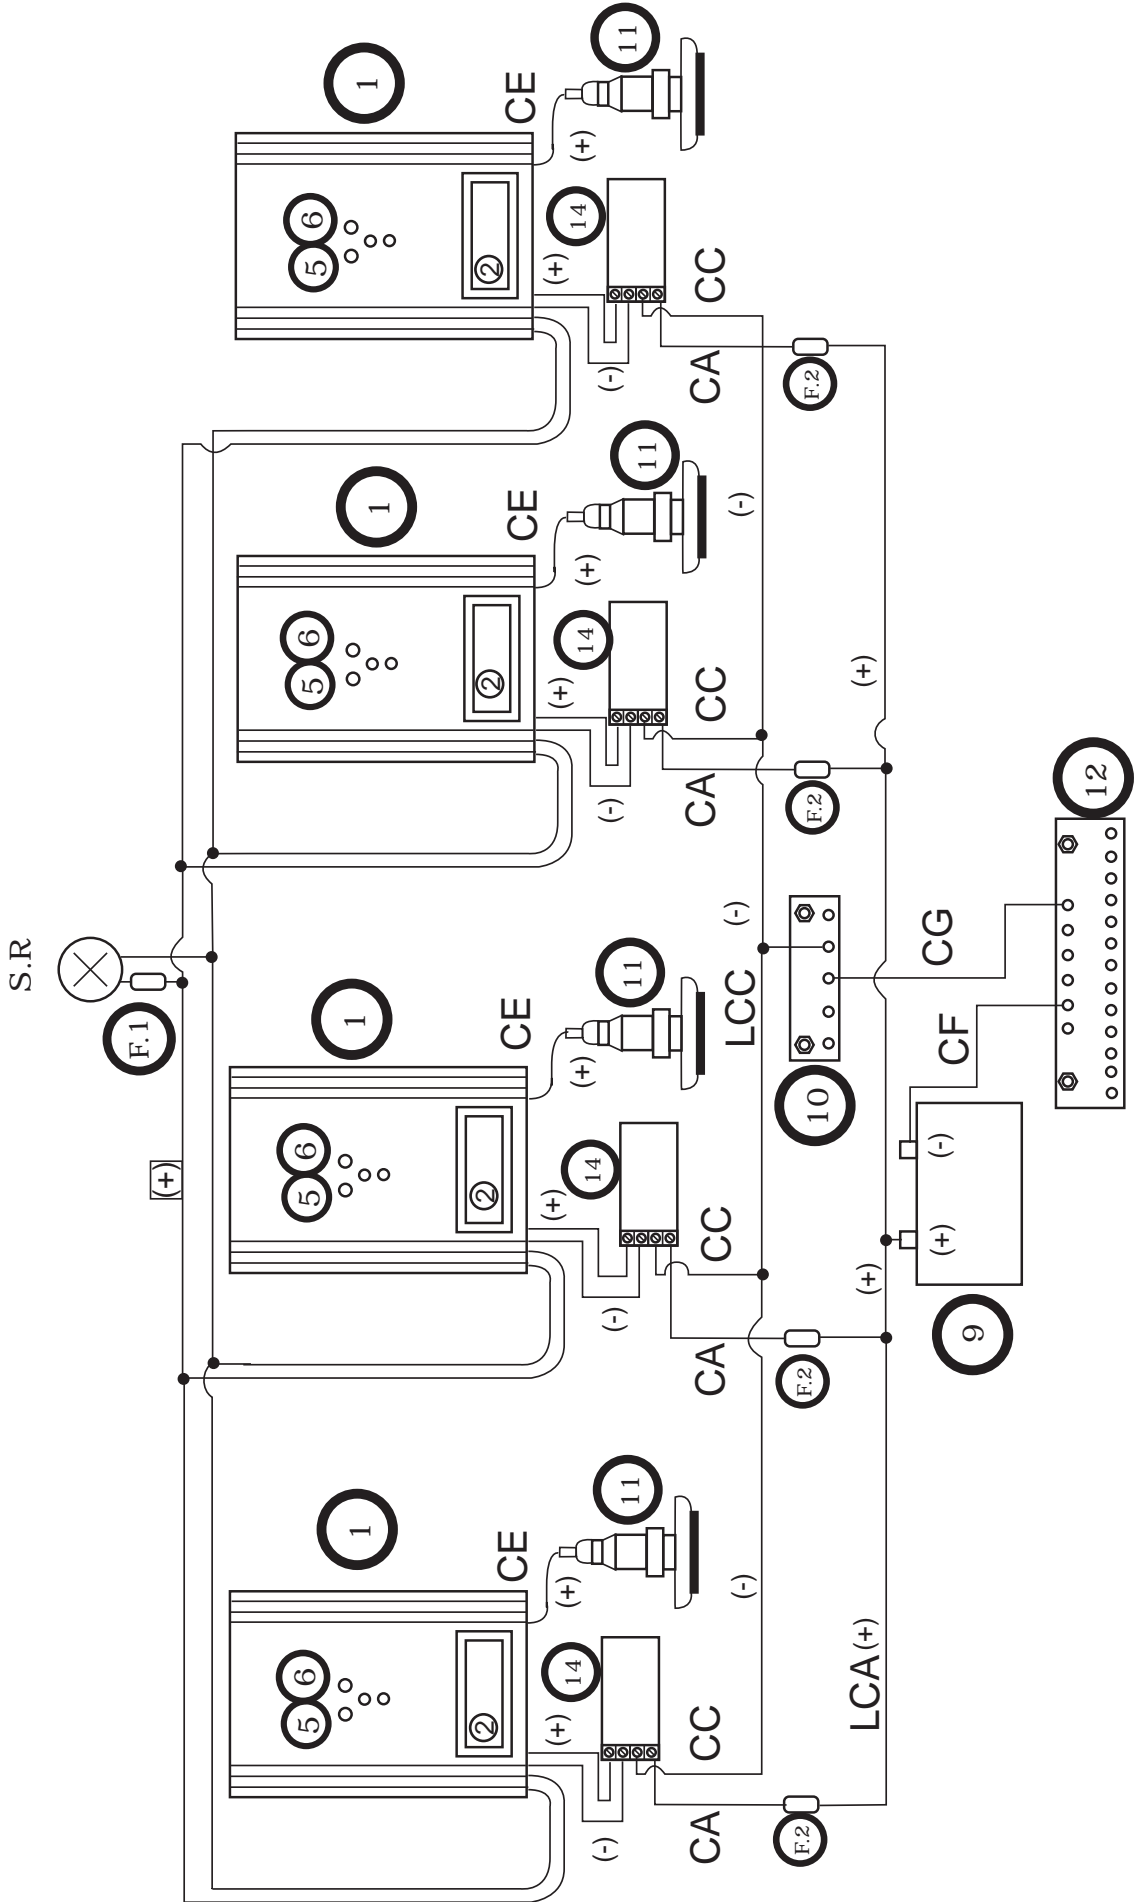 11
1
CE
(+)
6
5
14
(+)
2
CC
(-)
CA
F.2
11
1
CE
(-)
(+)
6
5
14
(+)
2
CC
(+)
(-)
CA
F.2
12
S.R
(-)
CG
11
F.1
1
CE
LCC
CF
(+)
10
6
5
14
(+)
(-)
(+)
2
CC
(+)
(+)
(-)
CA
F.2
9
11
1
CE
(+)
(-)
6
5
14
LCA(+)
(+)
2
CC
(-)
CA
F.2